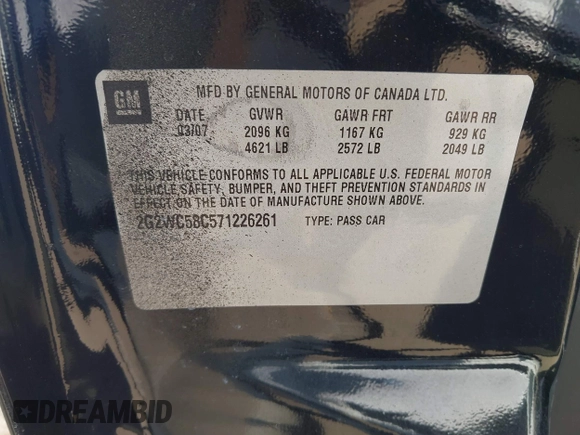 GM
MFD BY GENERAL MOTORS OF CANADA LTD.
DATE GVWR GAWR FRT GAWR RR
03/07 2096 KG 1167 KG 929 KG
4621 LB 2572 LB 2049 LB
THIS VEHICLE CONFORMS TO ALL APPLICABLE U.S. FEDERAL MOTOR
VEHICLE SAFETY, BUMPER, AND THEFT PREVENTION STANDARDS IN
EFFECT ON THE DATE OF MANUFACTURE SHOWN ABOVE.
2G2WC58C571226261 TYPE: PASS CAR
DREAMBID